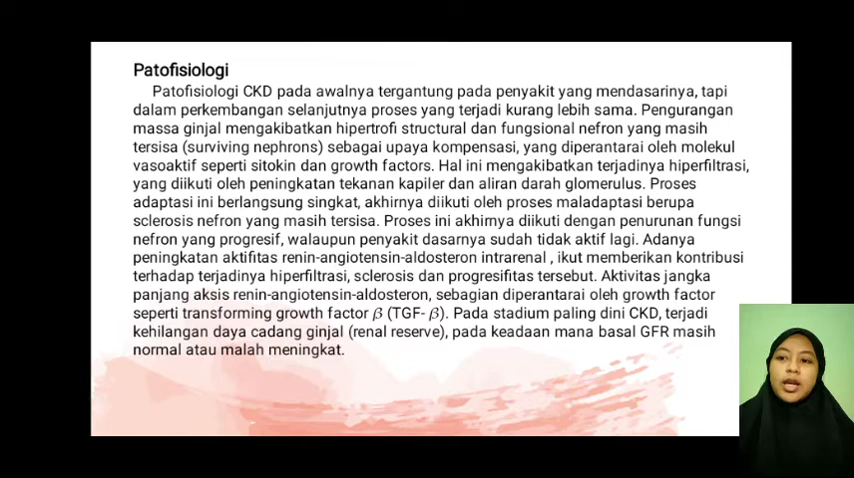 Patofisiologi
Patofisiologi CKD pada awalnya tergantung pada penyakit yang mendasarinya, tapi
dalam perkembangan selanjutnya proses yang terjadi kurang lebih sama. Pengurangan
massa ginjal mengakibatkan hipertrofi structural dan fungsional nefron yang masih
tersisa (surviving nephrons) sebagai upaya kompensasi, yang diperantarai oleh molekul
vasoaktif seperti sitokin dan growth factors. Hal ini mengakibatkan terjadinya hiperfiltrasi,
yang diikuti oleh peningkatan tekanan kapiler dan aliran darah glomerulus. Proses
adaptasi ini berlangsung singkat, akhirnya diikuti oleh proses maladaptasi berupa
sclerosis nefron yang masih tersisa. Proses ini akhirnya diikuti dengan penurunan fungsi
nefron yang progresif, walaupun penyakit dasarnya sudah tidak aktif lagi. Adanya
peningkatan aktifitas renin-angiotensin-aldosteron intrarenal , ikut memberikan kontribusi
terhadap terjadinya hiperfiltrasi, sclerosis dan progresifitas tersebut. Aktivitas jangka
panjang aksis renin-angiotensin-aldosteron, sebagian diperantarai oleh growth factor
seperti transforming growth factor β (TGF- β). Pada stadium paling dini CKD, terjadi
kehilangan daya cadang ginjal (renal reserve), pada keadaan mana basal GFR masih
normal atau malah meningkat.